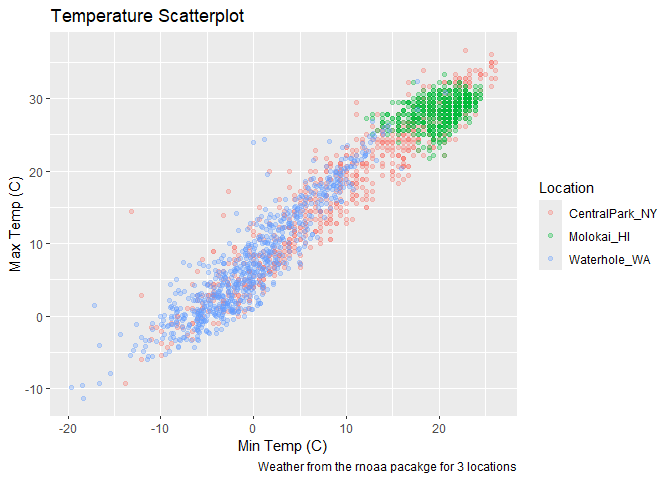 Temperature Scatterplot
30
20
10
0
-10
Max Temp (C)
-20
-10
0
10
20
Min Temp (C)
Weather from the rnoaa pacakge for 3 locations
Location
CentralPark_NY
Molokai_HI
Waterhole_WA